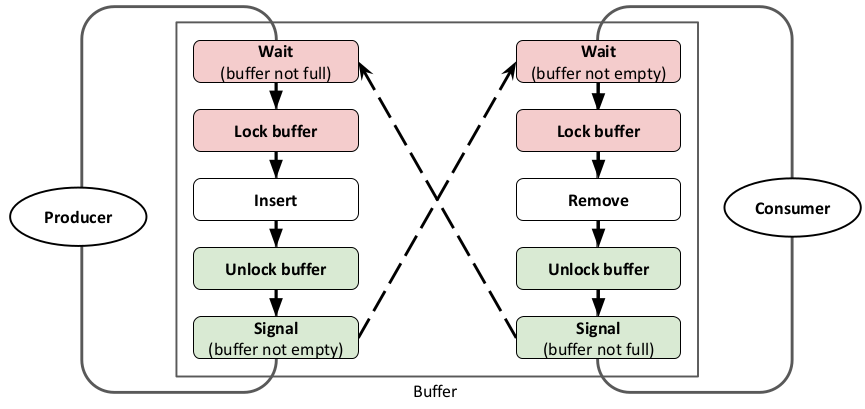 Producer
Wait
(buffer not full)
Lock buffer
Insert
Unlock buffer
Signal
(buffer not empty)
Wait
(buffer not empty)
Lock buffer
Remove
Unlock buffer
Signal
(buffer not full)
Consumer
Buffer